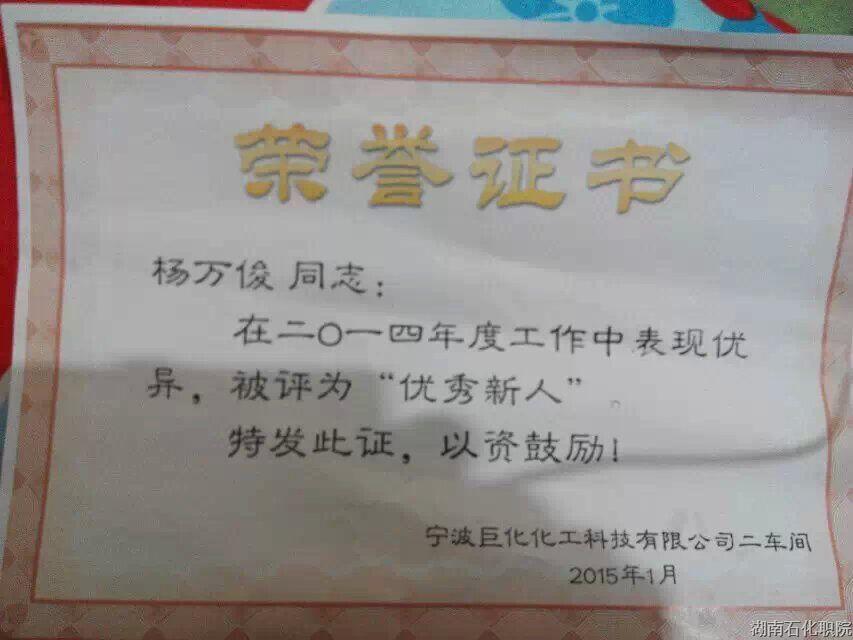 荣誉证书
杨万俊 同志：
在二〇一四年度工作中表现优
异，被评为“优秀新人”。
特发此证，以资鼓励！
宁波巨化化工科技有限公司二车间
2015年1月
湖南石化职院